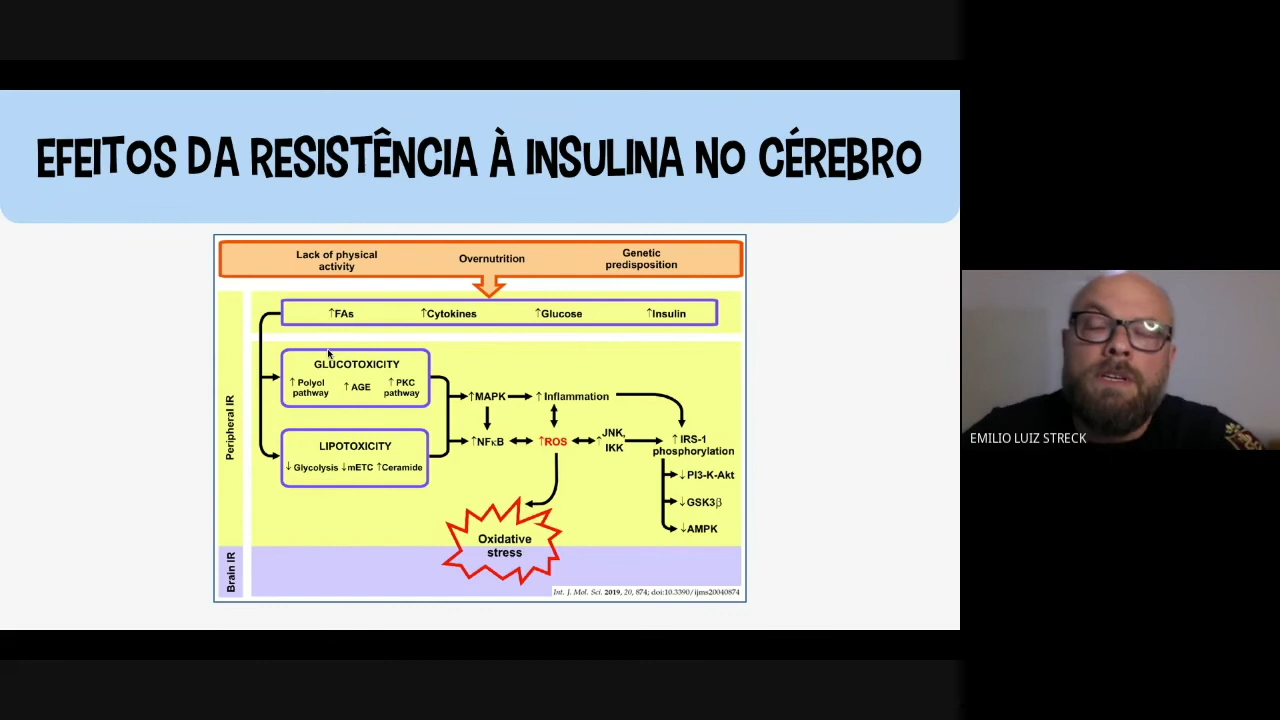 EFEITOS DA RESISTÊNCIA À INSULINA NO CÉREBRO
Lack of physical
activity
Overnutrition
Genetic
predisposition
↑FAs
↑Cytokines
↑Glucose
↑Insulin
Peripheral IR
GLUCOTOXICITY
↑ Polyol
pathway
↑ AGE
↑ PKC
pathway
LIPOTOXICITY
↓ Glycolysis ↓mETC ↑Ceramide
↑MAPK
↑ Inflammation
↑NFκB
↑ROS
↑ JNK,
IKK
↑ IRS-1
phosphorylation
↓PI3-K-Akt
↓GSK3β
↓AMPK
Oxidative
stress
Brain IR
Int. J. Mol. Sci. 2019, 20, 874; doi:10.3390/ijms20040874
EMILIO LUIZ STRECK